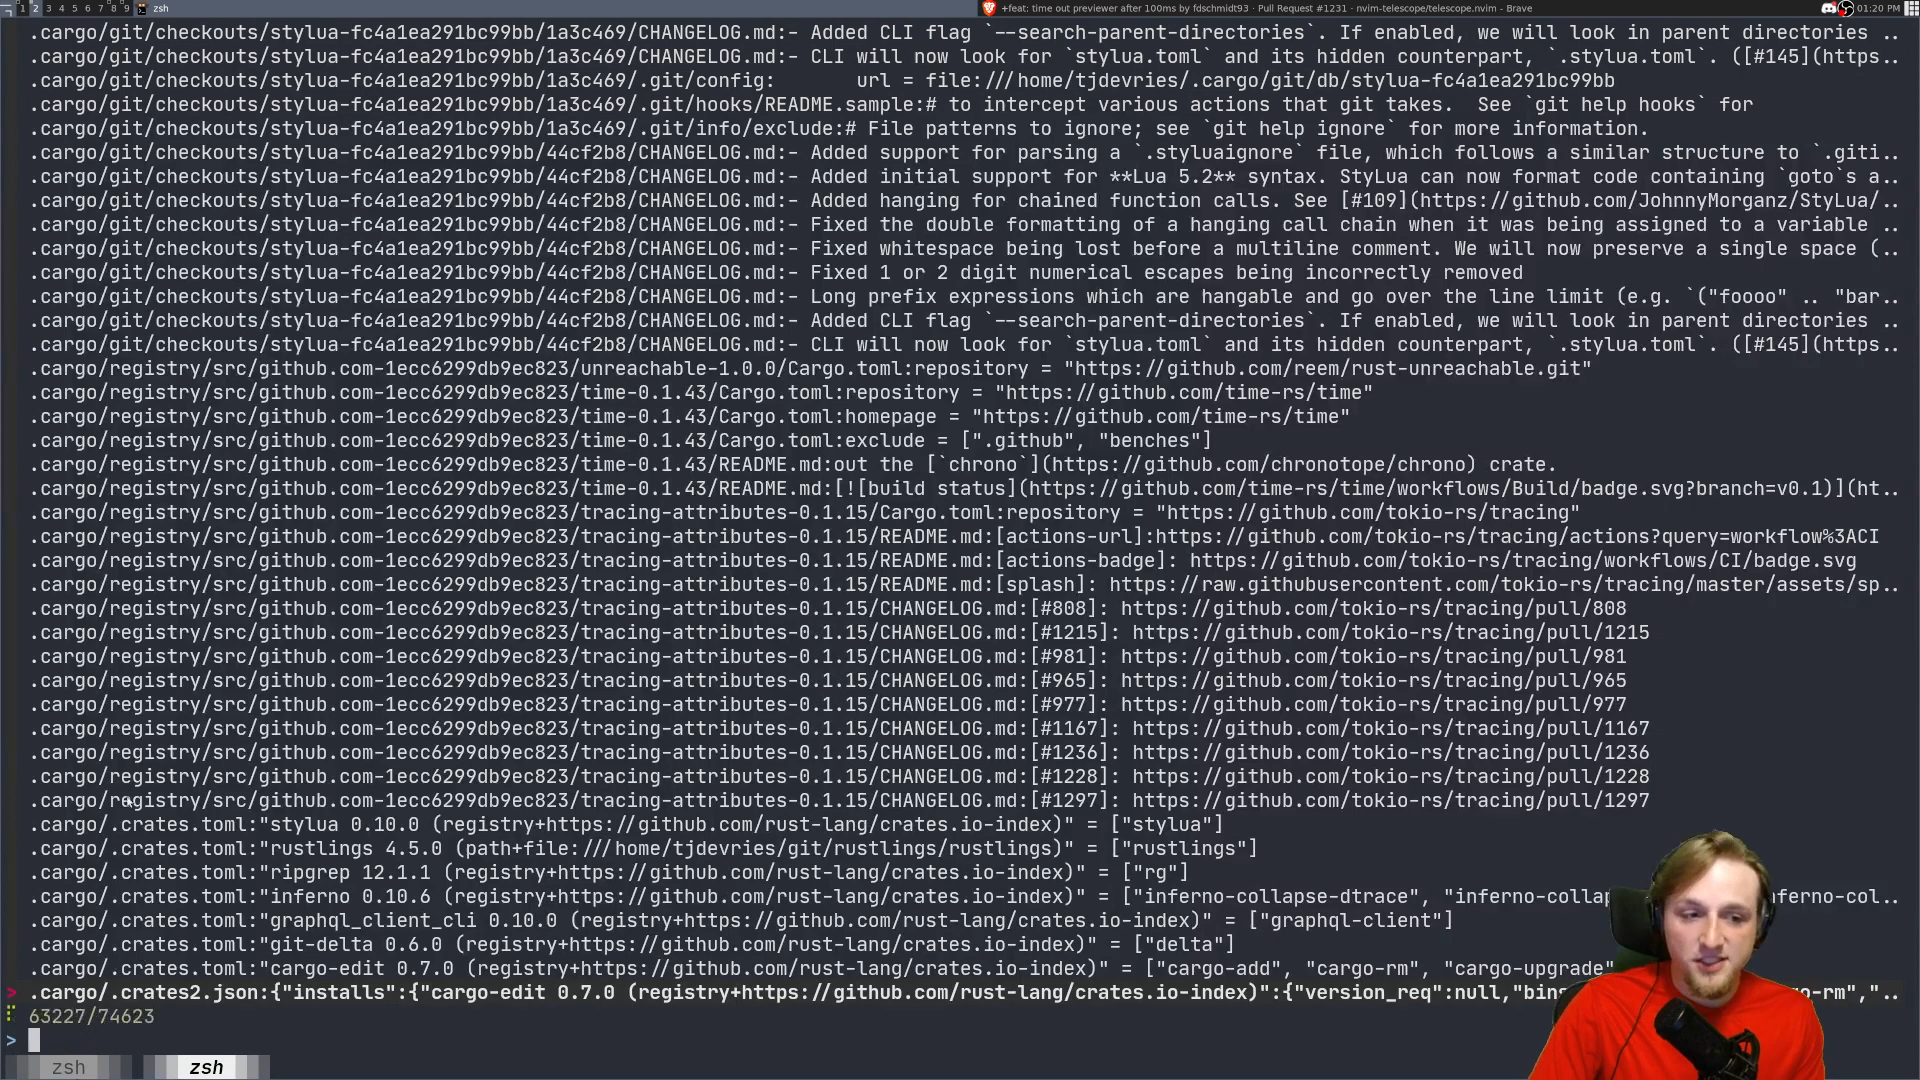 1 2 3 4 5 6 7 8 9 zsh +feat: time out previewer after 100ms by fdschmidt93 · Pull Request #1231 · nvim-telescope/telescope.nvim - Brave 01:20 PM
.cargo/git/checkouts/stylua-fc4a1ea291bc99bb/1a3c469/CHANGELOG.md:- Added CLI flag `--search-parent-directories`. If enabled, we will look in parent directories ..
.cargo/git/checkouts/stylua-fc4a1ea291bc99bb/1a3c469/CHANGELOG.md:- CLI will now look for `stylua.toml` and its hidden counterpart, `.stylua.toml`. ([#145](https..
.cargo/git/checkouts/stylua-fc4a1ea291bc99bb/1a3c469/.git/config:       url = file:///home/tjdevries/.cargo/git/db/stylua-fc4a1ea291bc99bb
.cargo/git/checkouts/stylua-fc4a1ea291bc99bb/1a3c469/.git/hooks/README.sample:# to intercept various actions that git takes.  See `git help hooks` for
.cargo/git/checkouts/stylua-fc4a1ea291bc99bb/1a3c469/.git/info/exclude:# File patterns to ignore; see `git help ignore` for more information.
.cargo/git/checkouts/stylua-fc4a1ea291bc99bb/44cf2b8/CHANGELOG.md:- Added support for parsing a `.styluaignore` file, which follows a similar structure to `.giti..
.cargo/git/checkouts/stylua-fc4a1ea291bc99bb/44cf2b8/CHANGELOG.md:- Added initial support for **Lua 5.2** syntax. StyLua can now format code containing `goto`s a..
.cargo/git/checkouts/stylua-fc4a1ea291bc99bb/44cf2b8/CHANGELOG.md:- Added hanging for chained function calls. See [#109](https://github.com/JohnnyMorganz/StyLua/..
.cargo/git/checkouts/stylua-fc4a1ea291bc99bb/44cf2b8/CHANGELOG.md:- Fixed the double formatting of a hanging call chain when it was being assigned to a variable ..
.cargo/git/checkouts/stylua-fc4a1ea291bc99bb/44cf2b8/CHANGELOG.md:- Fixed whitespace being lost before a multiline comment. We will now preserve a single space (..
.cargo/git/checkouts/stylua-fc4a1ea291bc99bb/44cf2b8/CHANGELOG.md:- Fixed 1 or 2 digit numerical escapes being incorrectly removed
.cargo/git/checkouts/stylua-fc4a1ea291bc99bb/44cf2b8/CHANGELOG.md:- Long prefix expressions which are hangable and go over the line limit (e.g. `("foooo" .. "bar..
.cargo/git/checkouts/stylua-fc4a1ea291bc99bb/44cf2b8/CHANGELOG.md:- Added CLI flag `--search-parent-directories`. If enabled, we will look in parent directories ..
.cargo/git/checkouts/stylua-fc4a1ea291bc99bb/44cf2b8/CHANGELOG.md:- CLI will now look for `stylua.toml` and its hidden counterpart, `.stylua.toml`. ([#145](https..
.cargo/registry/src/github.com-1ecc6299db9ec823/unreachable-1.0.0/Cargo.toml:repository = "https://github.com/reem/rust-unreachable.git"
.cargo/registry/src/github.com-1ecc6299db9ec823/time-0.1.43/Cargo.toml:repository = "https://github.com/time-rs/time"
.cargo/registry/src/github.com-1ecc6299db9ec823/time-0.1.43/Cargo.toml:homepage = "https://github.com/time-rs/time"
.cargo/registry/src/github.com-1ecc6299db9ec823/time-0.1.43/Cargo.toml:exclude = [".github", "benches"]
.cargo/registry/src/github.com-1ecc6299db9ec823/time-0.1.43/README.md:out the [`chrono`](https://github.com/chronotope/chrono) crate.
.cargo/registry/src/github.com-1ecc6299db9ec823/time-0.1.43/README.md:[![build status](https://github.com/time-rs/time/workflows/Build/badge.svg?branch=v0.1)](ht..
.cargo/registry/src/github.com-1ecc6299db9ec823/tracing-attributes-0.1.15/Cargo.toml:repository = "https://github.com/tokio-rs/tracing"
.cargo/registry/src/github.com-1ecc6299db9ec823/tracing-attributes-0.1.15/README.md:[actions-url]:https://github.com/tokio-rs/tracing/actions?query=workflow%3ACI
.cargo/registry/src/github.com-1ecc6299db9ec823/tracing-attributes-0.1.15/README.md:[actions-badge]: https://github.com/tokio-rs/tracing/workflows/CI/badge.svg
.cargo/registry/src/github.com-1ecc6299db9ec823/tracing-attributes-0.1.15/README.md:[splash]: https://raw.githubusercontent.com/tokio-rs/tracing/master/assets/sp..
.cargo/registry/src/github.com-1ecc6299db9ec823/tracing-attributes-0.1.15/CHANGELOG.md:[#808]: https://github.com/tokio-rs/tracing/pull/808
.cargo/registry/src/github.com-1ecc6299db9ec823/tracing-attributes-0.1.15/CHANGELOG.md:[#1215]: https://github.com/tokio-rs/tracing/pull/1215
.cargo/registry/src/github.com-1ecc6299db9ec823/tracing-attributes-0.1.15/CHANGELOG.md:[#981]: https://github.com/tokio-rs/tracing/pull/981
.cargo/registry/src/github.com-1ecc6299db9ec823/tracing-attributes-0.1.15/CHANGELOG.md:[#965]: https://github.com/tokio-rs/tracing/pull/965
.cargo/registry/src/github.com-1ecc6299db9ec823/tracing-attributes-0.1.15/CHANGELOG.md:[#977]: https://github.com/tokio-rs/tracing/pull/977
.cargo/registry/src/github.com-1ecc6299db9ec823/tracing-attributes-0.1.15/CHANGELOG.md:[#1167]: https://github.com/tokio-rs/tracing/pull/1167
.cargo/registry/src/github.com-1ecc6299db9ec823/tracing-attributes-0.1.15/CHANGELOG.md:[#1236]: https://github.com/tokio-rs/tracing/pull/1236
.cargo/registry/src/github.com-1ecc6299db9ec823/tracing-attributes-0.1.15/CHANGELOG.md:[#1228]: https://github.com/tokio-rs/tracing/pull/1228
.cargo/registry/src/github.com-1ecc6299db9ec823/tracing-attributes-0.1.15/CHANGELOG.md:[#1297]: https://github.com/tokio-rs/tracing/pull/1297
.cargo/.crates.toml:"stylua 0.10.0 (registry+https://github.com/rust-lang/crates.io-index)" = ["stylua"]
.cargo/.crates.toml:"rustlings 4.5.0 (path+file:///home/tjdevries/git/rustlings/rustlings)" = ["rustlings"]
.cargo/.crates.toml:"ripgrep 12.1.1 (registry+https://github.com/rust-lang/crates.io-index)" = ["rg"]
.cargo/.crates.toml:"inferno 0.10.6 (registry+https://github.com/rust-lang/crates.io-index)" = ["inferno-collapse-dtrace", "inferno-collap nferno-col..
.cargo/.crates.toml:"graphql_client_cli 0.10.0 (registry+https://github.com/rust-lang/crates.io-index)" = ["graphql-client"]
.cargo/.crates.toml:"git-delta 0.6.0 (registry+https://github.com/rust-lang/crates.io-index)" = ["delta"]
.cargo/.crates.toml:"cargo-edit 0.7.0 (registry+https://github.com/rust-lang/crates.io-index)" = ["cargo-add", "cargo-rm", "cargo-upgrade"
> .cargo/.crates2.json:{"installs":{"cargo-edit 0.7.0 (registry+https://github.com/rust-lang/crates.io-index)":{"version_req":null,"bins o-rm","..
63227/74623
>
zsh zsh